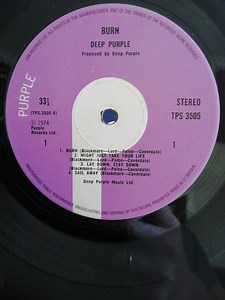 BURN
DEEP PURPLE
Produced by Deep Purple
PURPLE
33⅓
(TPS 3505 A)
STEREO
TPS 3505
℗ 1974
Purple
Records Ltd.
1
1
1. BURN (Blackmore—Lord—Paice—Coverdale)
2. MIGHT JUST TAKE YOUR LIFE
(Blackmore—Lord—Paice—Coverdale)
3. LAY DOWN, STAY DOWN
(Blackmore—Lord—Paice—Coverdale)
4. SAIL AWAY (Blackmore—Coverdale)
Deep Purple Music Ltd.